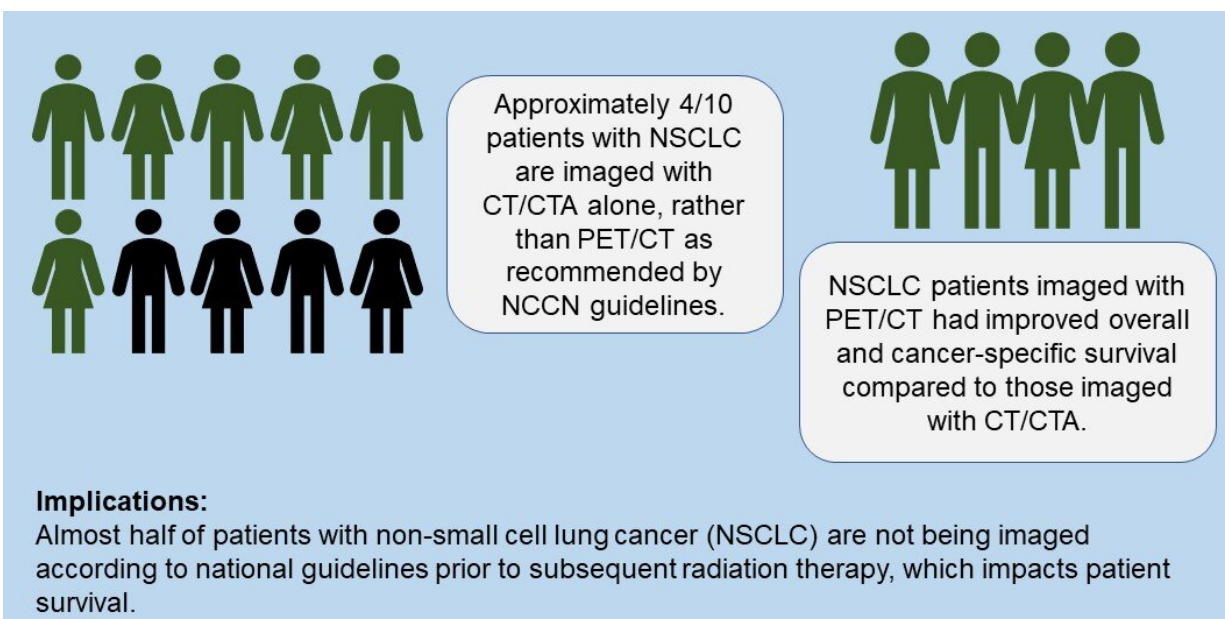 Approximately 4/10
patients with NSCLC
are imaged with
CT/CTA alone, rather
than PET/CT as
recommended by
NCCN guidelines.
NSCLC patients imaged with
PET/CT had improved overall
and cancer-specific survival
compared to those imaged
with CT/CTA.
Implications:
Almost half of patients with non-small cell lung cancer (NSCLC) are not being imaged
according to national guidelines prior to subsequent radiation therapy, which impacts patient
survival.